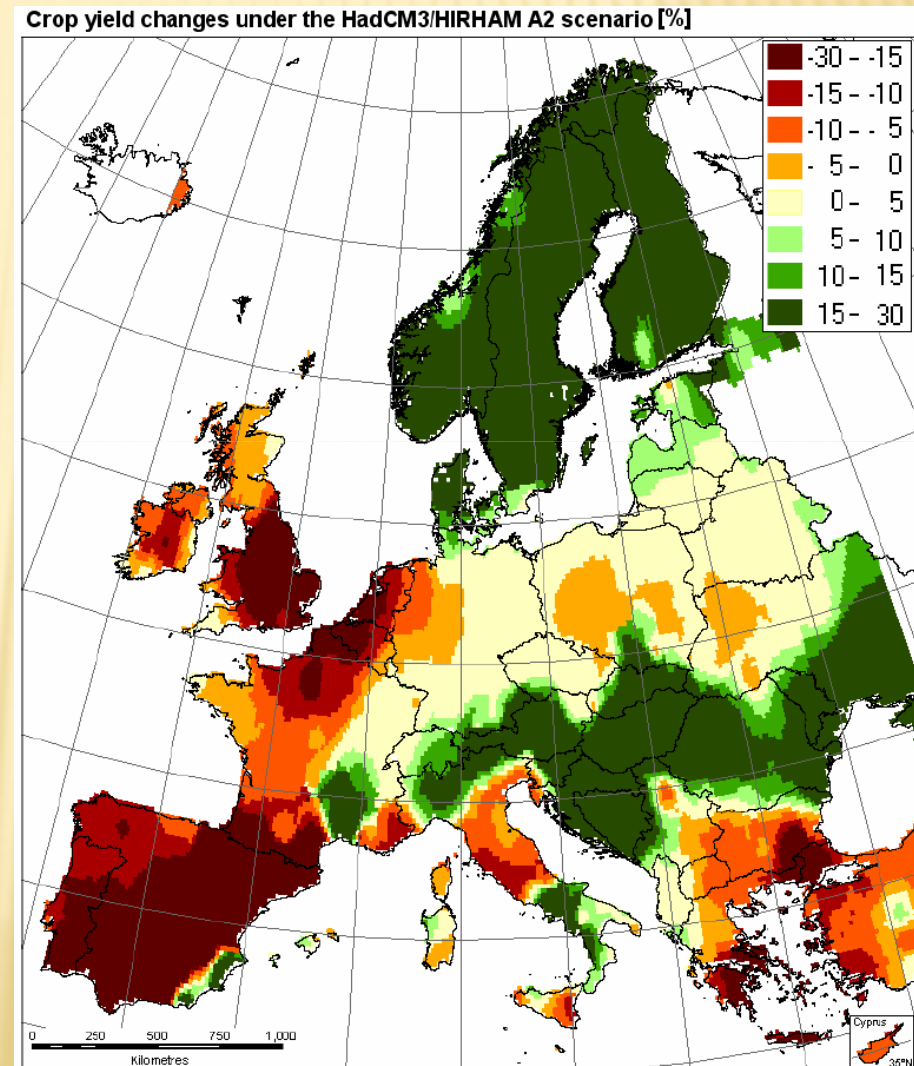 Crop yield changes under the HadCM3/HIRHAM A2 scenario [%]
-30 - -15
-15 - -10
-10 - - 5
- 5 - 0
0 - 5
5 - 10
10 - 15
15 - 30
0 250 500 750 1,000
Kilometres
Cyprus
35°N